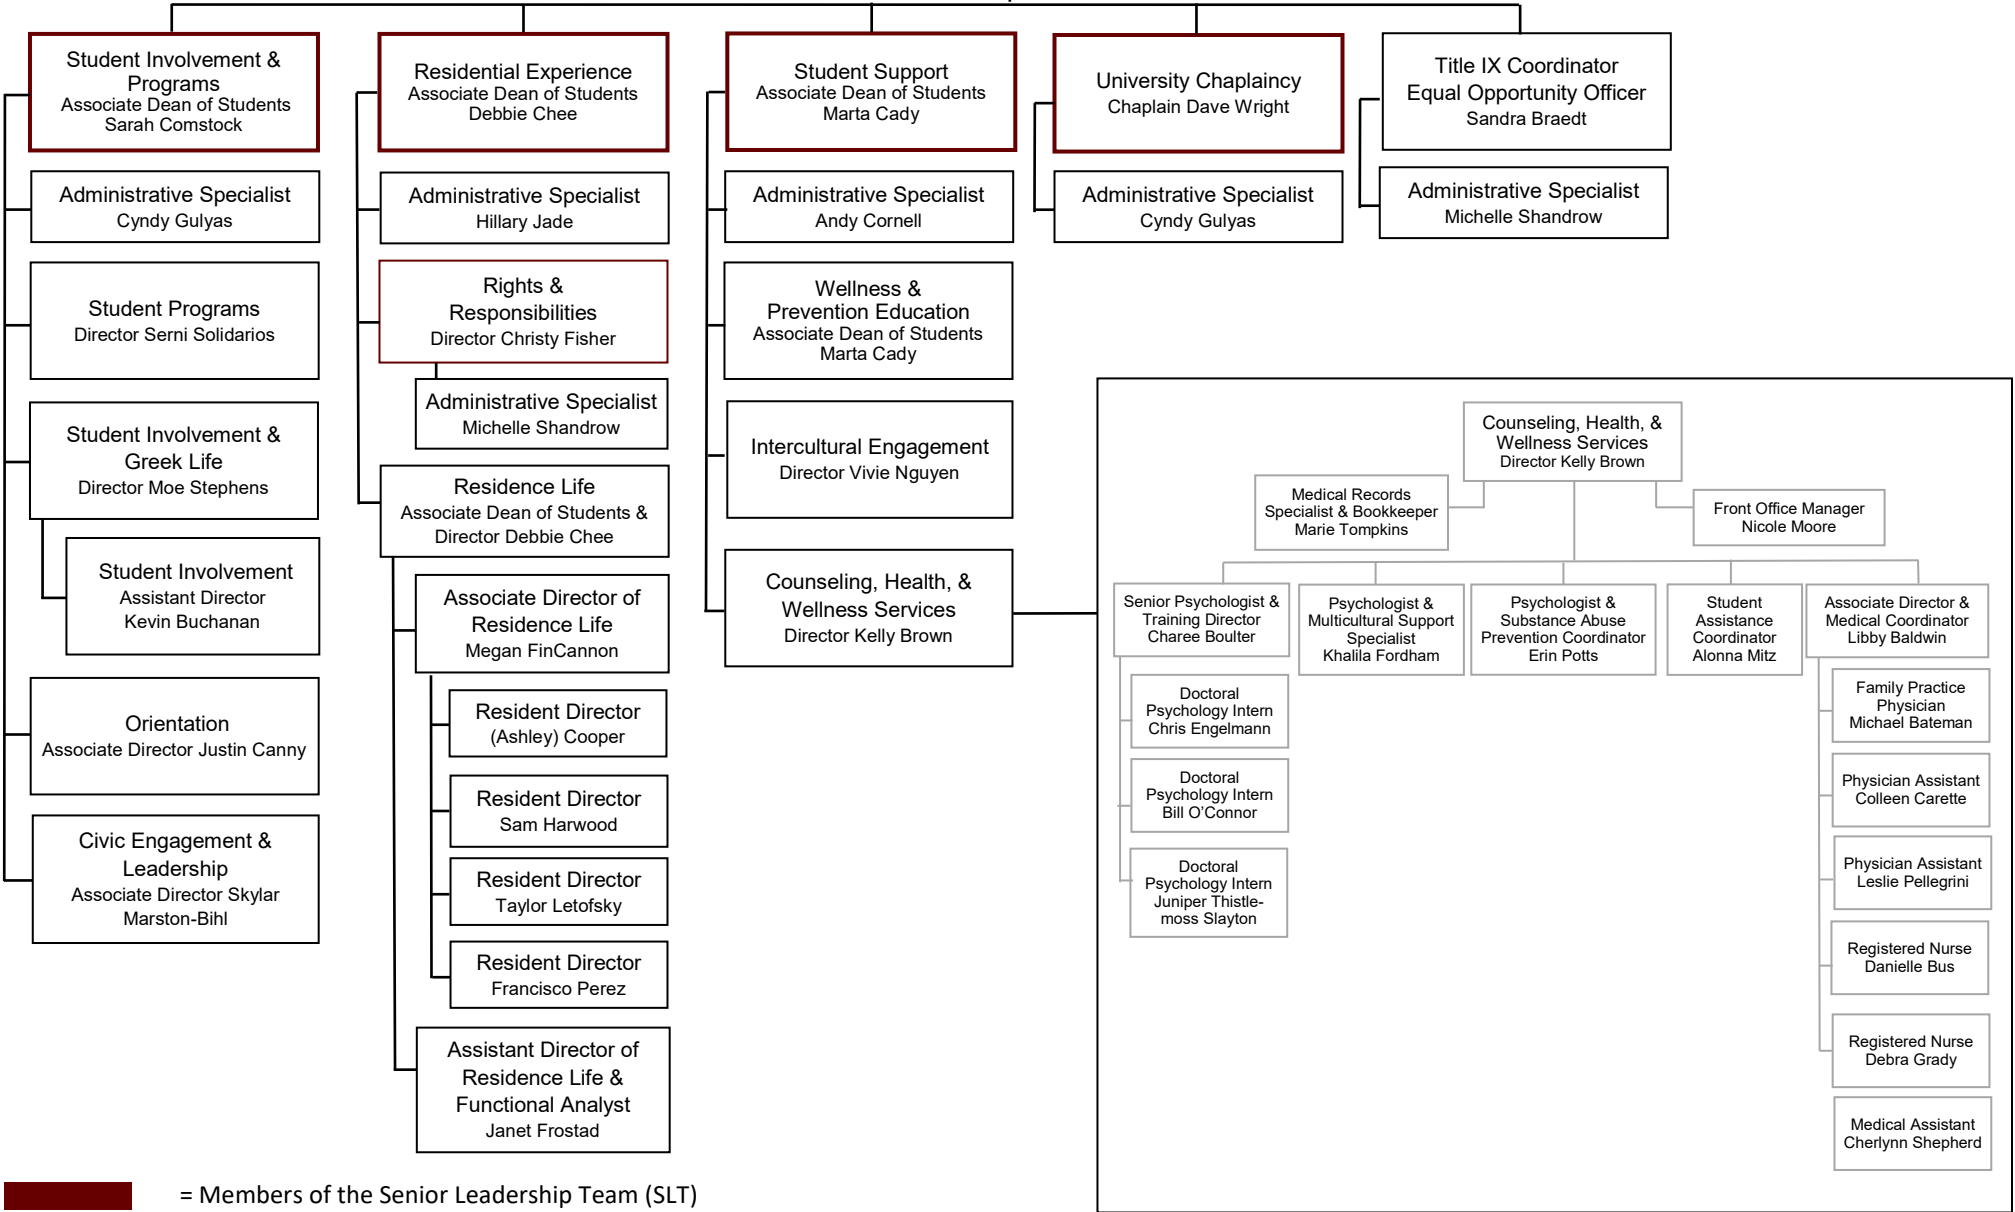 Student Involvement &
Programs
Associate Dean of Students
Sarah Comstock
Administrative Specialist
Cyndy Gulyas
Student Programs
Director Serni Solidarios
Student Involvement &
Greek Life
Director Moe Stephens
Student Involvement
Assistant Director
Kevin Buchanan
Orientation
Associate Director Justin Canny
Civic Engagement &
Leadership
Associate Director Skylar
Marston-Bihl
Residential Experience
Associate Dean of Students
Debbie Chee
Administrative Specialist
Hillary Jade
Rights &
Responsibilities
Director Christy Fisher
Administrative Specialist
Michelle Shandrow
Residence Life
Associate Dean of Students &
Director Debbie Chee
Associate Director of
Residence Life
Megan FinCannon
Resident Director
(Ashley) Cooper
Resident Director
Sam Harwood
Resident Director
Taylor Letofsky
Resident Director
Francisco Perez
Assistant Director of
Residence Life &
Functional Analyst
Janet Frostad
Student Support
Associate Dean of Students
Marta Cady
Administrative Specialist
Andy Cornell
Wellness &
Prevention Education
Associate Dean of Students
Marta Cady
Intercultural Engagement
Director Vivie Nguyen
Counseling, Health, &
Wellness Services
Director Kelly Brown
University Chaplaincy
Chaplain Dave Wright
Administrative Specialist
Cyndy Gulyas
Title IX Coordinator
Equal Opportunity Officer
Sandra Braedt
Administrative Specialist
Michelle Shandrow
Counseling, Health, &
Wellness Services
Director Kelly Brown
Medical Records
Specialist & Bookkeeper
Marie Tompkins
Front Office Manager
Nicole Moore
Senior Psychologist &
Training Director
Charee Boulter
Doctoral
Psychology Intern
Chris Engelmann
Doctoral
Psychology Intern
Bill O’Connor
Doctoral
Psychology Intern
Juniper Thistle-
moss Slayton
Psychologist &
Multicultural Support
Specialist
Khalila Fordham
Psychologist &
Substance Abuse
Prevention Coordinator
Erin Potts
Student
Assistance
Coordinator
Alonna Mitz
Associate Director &
Medical Coordinator
Libby Baldwin
Family Practice
Physician
Michael Bateman
Physician Assistant
Colleen Carette
Physician Assistant
Leslie Pellegrini
Registered Nurse
Danielle Bus
Registered Nurse
Debra Grady
Medical Assistant
Cherlynn Shepherd
= Members of the Senior Leadership Team (SLT)